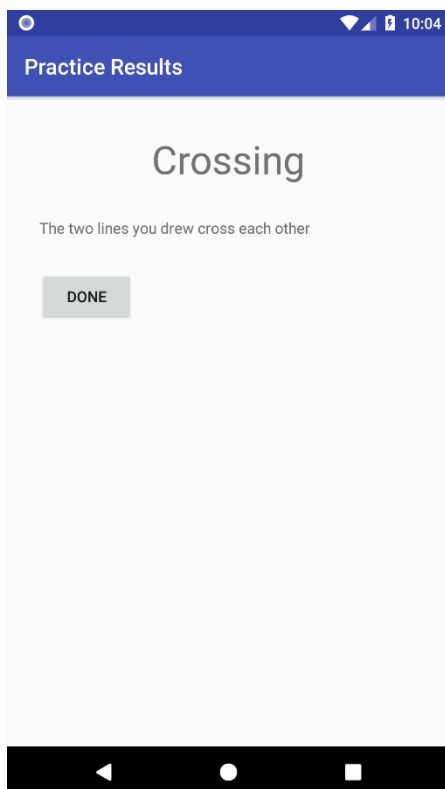 10:04
Practice Results
Crossing
The two lines you drew cross each other
DONE